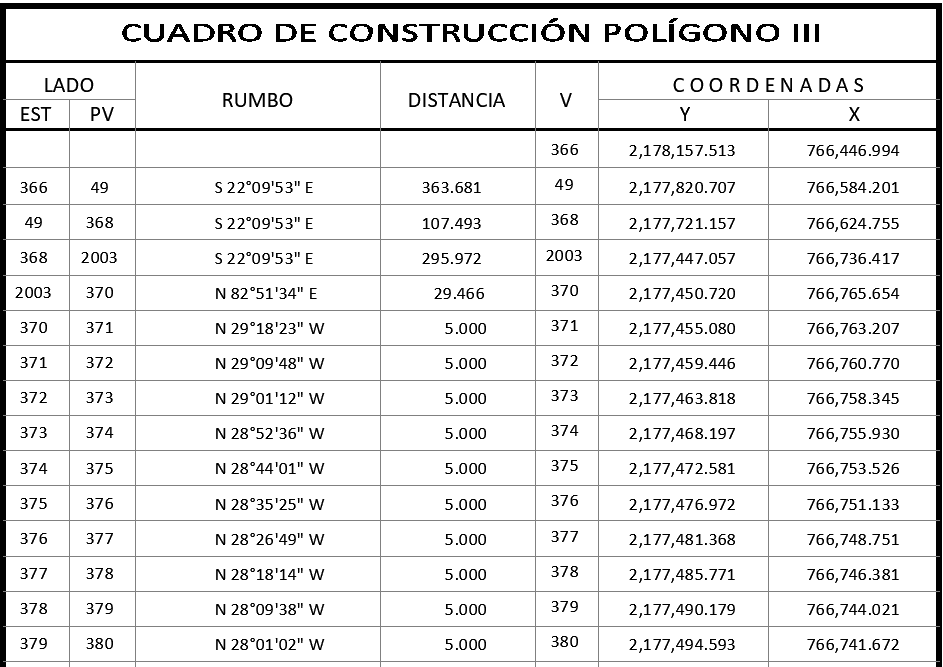 CUADRO DE CONSTRUCCIÓN POLÍGONO III
LADO RUMBO DISTANCIA V COORDENADAS
EST PV Y X
366 2,178,157.513 766,446.994
366 49 S 22°09'53" E 363.681 49 2,177,820.707 766,584.201
49 368 S 22°09'53" E 107.493 368 2,177,721.157 766,624.755
368 2003 S 22°09'53" E 295.972 2003 2,177,447.057 766,736.417
2003 370 N 82°51'34" E 29.466 370 2,177,450.720 766,765.654
370 371 N 29°18'23" W 5.000 371 2,177,455.080 766,763.207
371 372 N 29°09'48" W 5.000 372 2,177,459.446 766,760.770
372 373 N 29°01'12" W 5.000 373 2,177,463.818 766,758.345
373 374 N 28°52'36" W 5.000 374 2,177,468.197 766,755.930
374 375 N 28°44'01" W 5.000 375 2,177,472.581 766,753.526
375 376 N 28°35'25" W 5.000 376 2,177,476.972 766,751.133
376 377 N 28°26'49" W 5.000 377 2,177,481.368 766,748.751
377 378 N 28°18'14" W 5.000 378 2,177,485.771 766,746.381
378 379 N 28°09'38" W 5.000 379 2,177,490.179 766,744.021
379 380 N 28°01'02" W 5.000 380 2,177,494.593 766,741.672